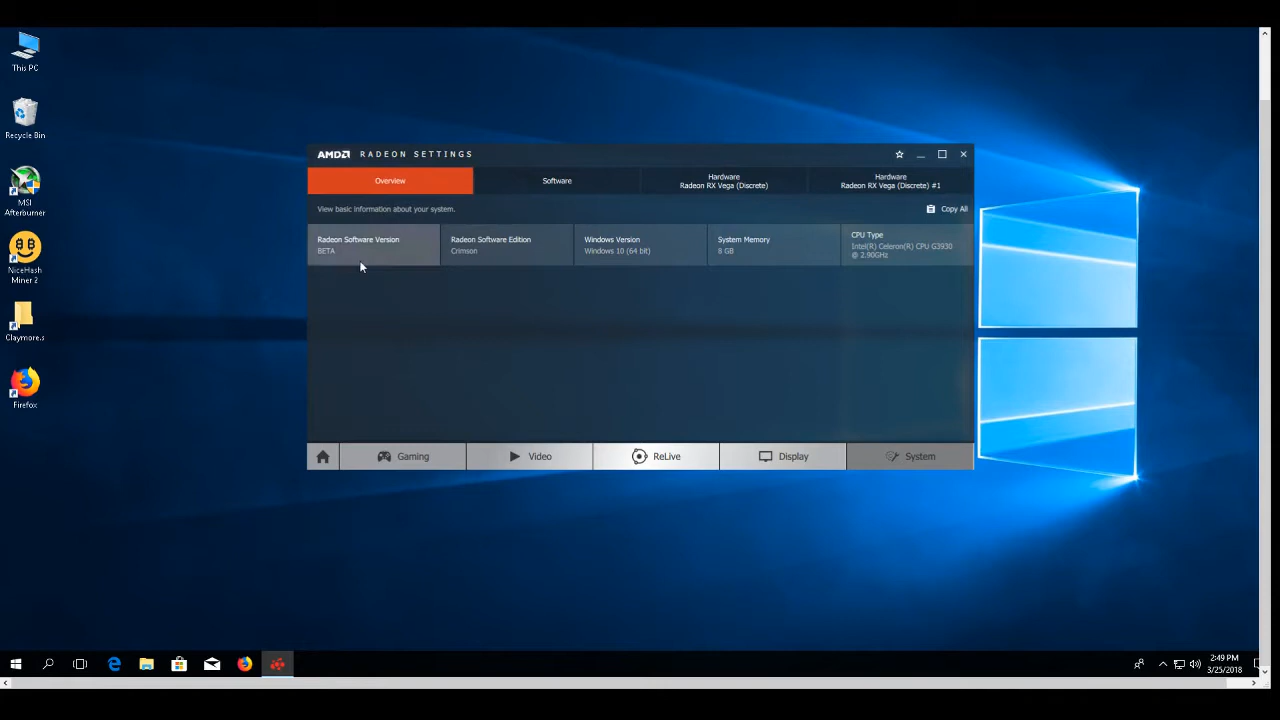 This PC
Recycle Bin
MSI
Afterburner
NiceHash
Miner 2
Claymore.s
Firefox
AMD RADEON SETTINGS
Overview
Software
Hardware
Radeon RX Vega (Discrete)
Hardware
Radeon RX Vega (Discrete) #1
View basic information about your system.
Copy All
Radeon Software Version
BETA
Radeon Software Edition
Crimson
Windows Version
Windows 10 (64 bit)
System Memory
8 GB
CPU Type
Intel(R) Celeron(R) CPU G3930
@ 2.90GHz
Gaming
Video
ReLive
Display
System
2:49 PM
3/25/2018